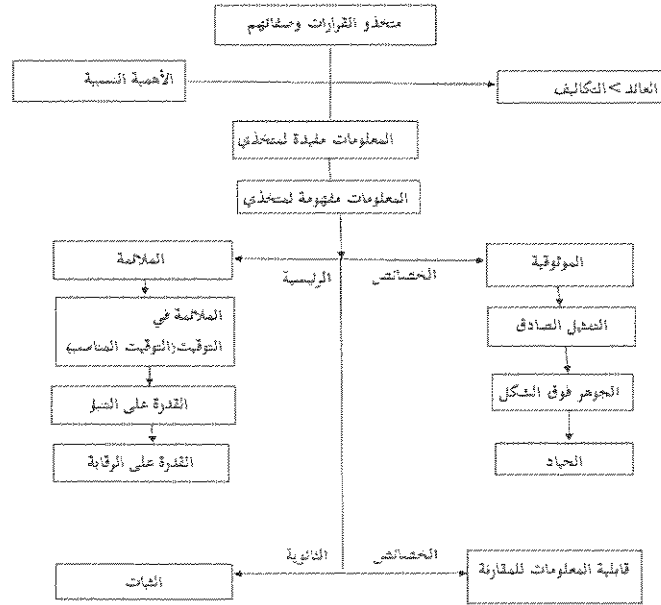 متخذو القرارات وصفاتهم
الأهمية النسبية
العائد > التكاليف
المعلومات مفيدة لمتخذي
المعلومات مفهومة لمتخذي
الملائمة
الرئيسية
الخصائص
الموثوقية
الملائمة في
التوقيت(التوقيت المناسب)
التمثيل الصادق
القدرة على التنبؤ
الجوهر فوق الشكل
القدرة على الرقابة
الحياد
الثبات
الثانوية
الخصائص
قابلية المعلومات للمقارنة